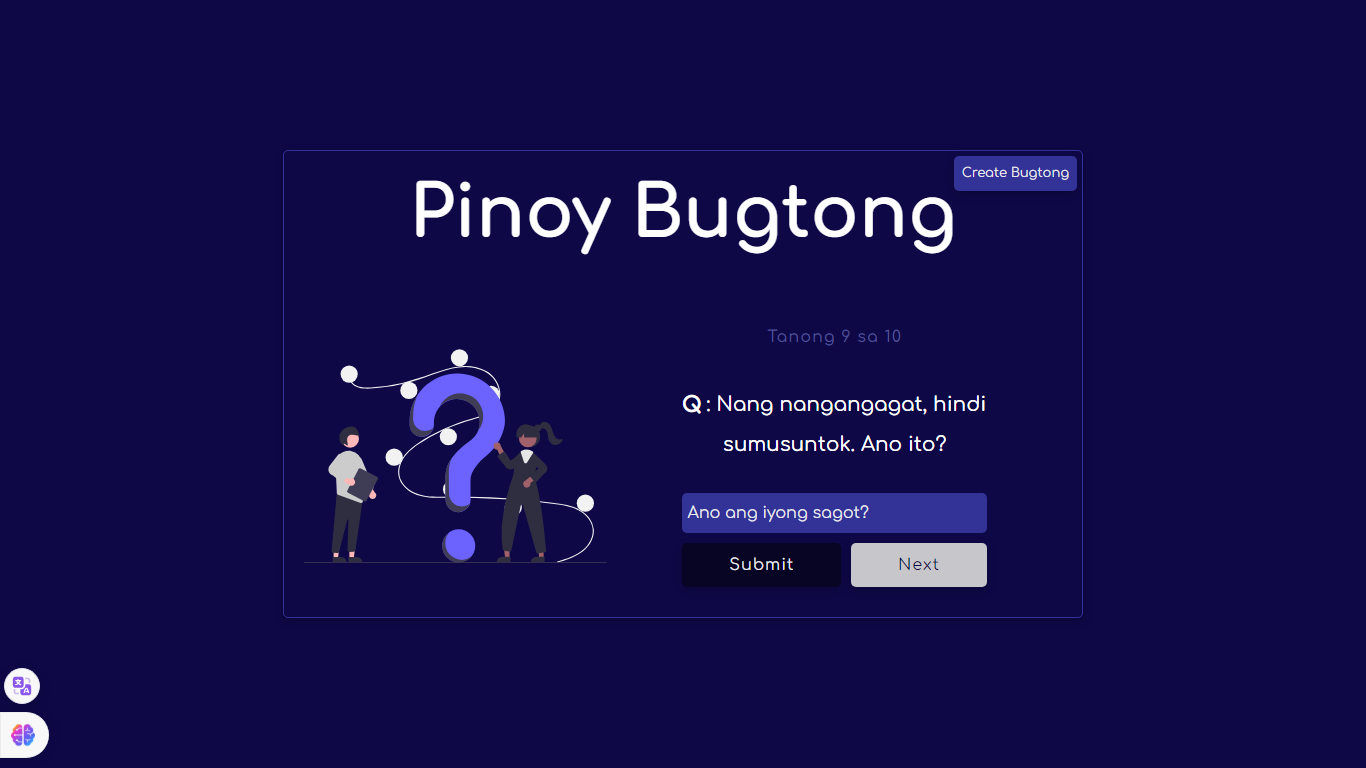 Create Bugtong
Pinoy Bugtong
Tanong 9 sa 10
Q : Nang nangangagat, hindi
sumusuntok. Ano ito?
Ano ang iyong sagot?
Submit
Next
文
A